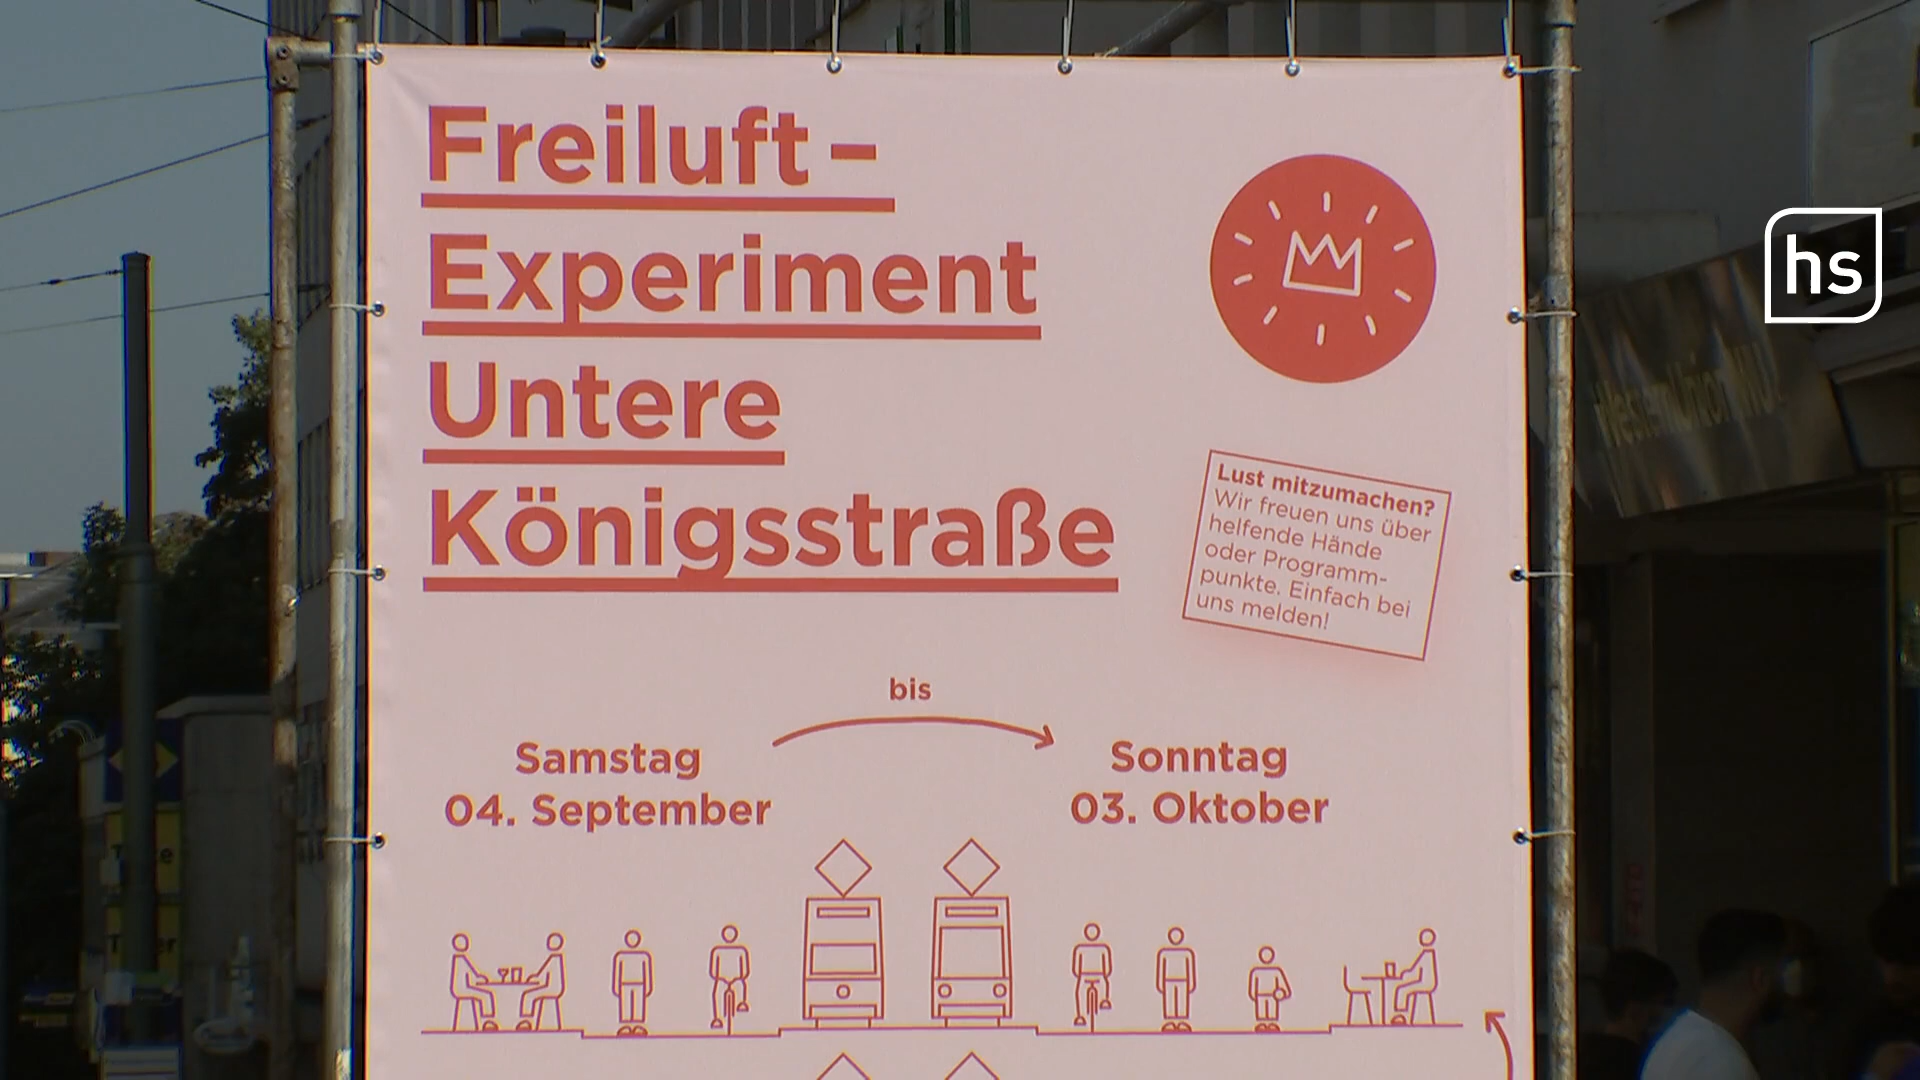 Freiluft-
Experiment
Untere
Königsstraße
hs
Lust mitzumachen?
Wir freuen uns über
helfende Hände
oder Programm-
punkte. Einfach bei
uns melden!
bis
Samstag
04. September
Sonntag
03. Oktober